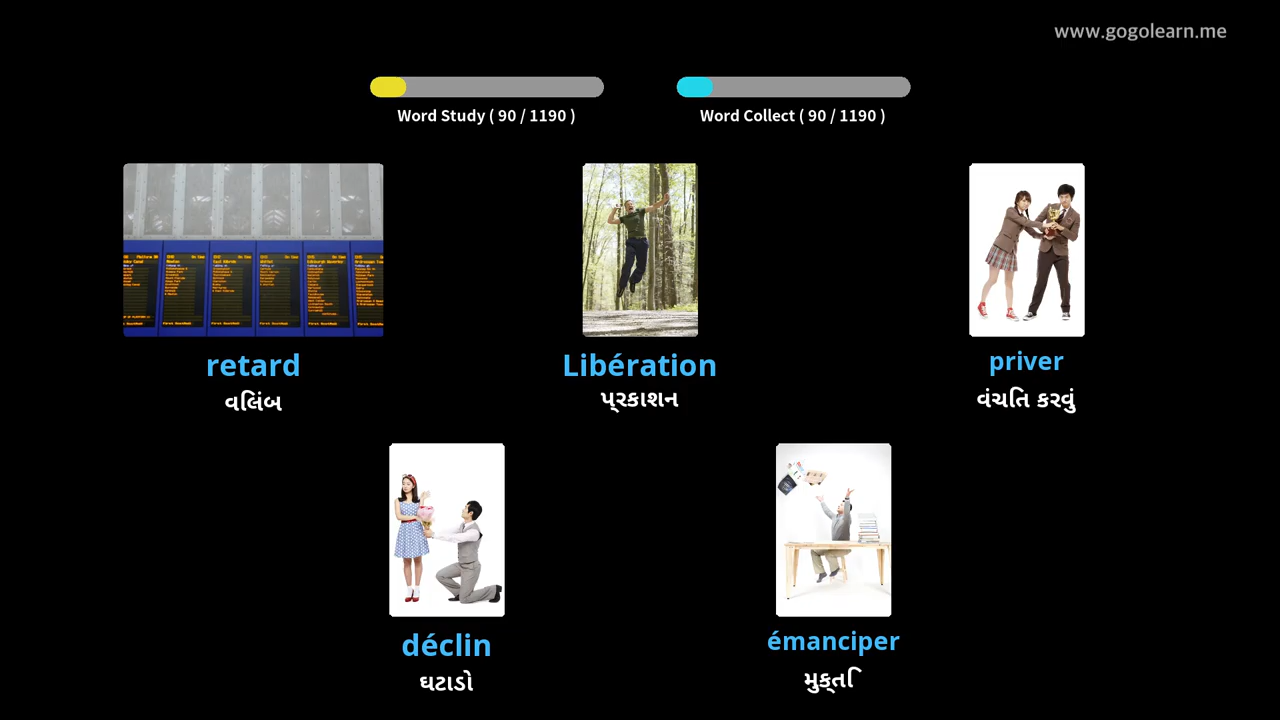 www.gogolearn.me
Word Study ( 90 / 1190 )
Word Collect ( 90 / 1190 )
retard
વિલંબ
Libération
પ્રકાશન
priver
વંચિત કરવું
déclin
ઘટાડો
émanciper
મુક્તિ